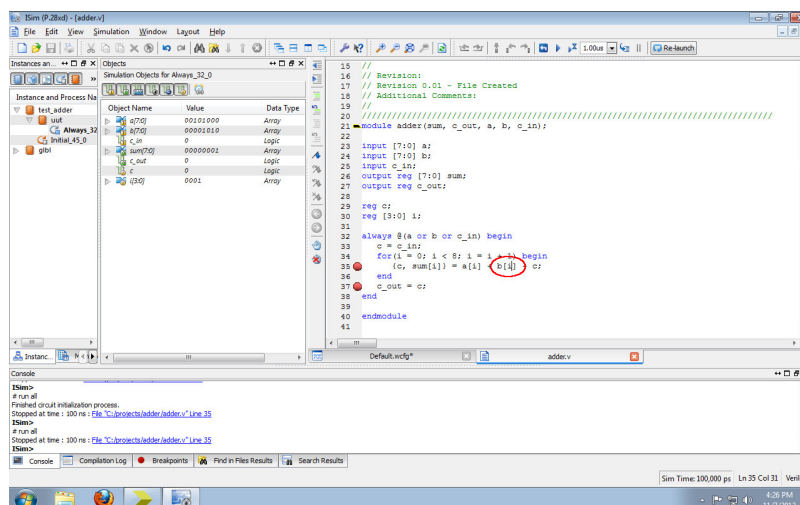 ISim (P.28xd) - [adder.v]
File Edit View Simulation Window Layout Help
1.00us Re-launch
Instances an...
Instance and Process Na
test_adder
uut
Always_32
Initial_45_0
glbl
Instanc...
Objects
Simulation Objects for Always_32_0
Object Name Value Data Type
a[7:0] 00101000 Array
b[7:0] 00001010 Array
c_in 0 Logic
sum[7:0] 00000001 Array
c_out 0 Logic
c 0 Logic
i[3:0] 0001 Array
15 //
16 // Revision:
17 // Revision 0.01 - File Created
18 // Additional Comments:
19 //
20 ////////////////////////////////////////////////////////////////////////////////
21 module adder(sum, c_out, a, b, c_in);
22
23 input [7:0] a;
24 input [7:0] b;
25 input c_in;
26 output reg [7:0] sum;
27 output reg c_out;
28
29 reg c;
30 reg [3:0] i;
31
32 always @(a or b or c_in) begin
33 c = c_in;
34 for(i = 0; i < 8; i = i + 1) begin
35 {c, sum[i]} = a[i] + b[i] + c;
36 end
37 c_out = c;
38 end
39
40 endmodule
41
Default.wcfg* adder.v
Console
ISim>
# run all
Finished circuit initialization process.
Stopped at time : 100 ns : File "C:/projects/adder/adder.v" Line 35
ISim>
# run all
Stopped at time : 100 ns : File "C:/projects/adder/adder.v" Line 35
ISim>
Console Compilation Log Breakpoints Find in Files Results Search Results
Sim Time: 100,000 ps Ln 35 Col 31 Veril
4:26 PM